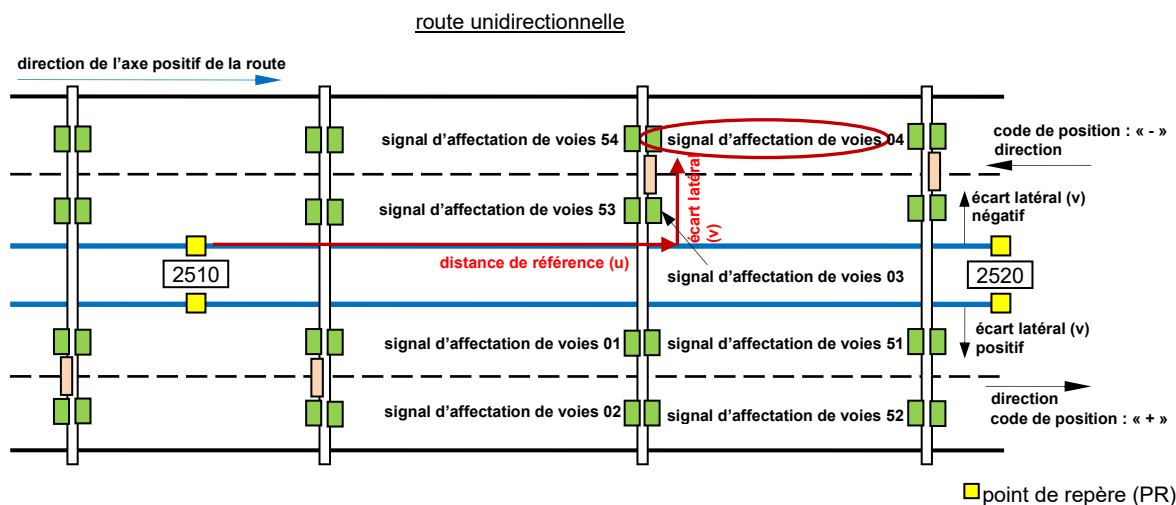 route unidirectionnelle
direction de l'axe positif de la route
signal d'affectation de voies 54
signal d'affectation de voies 04
code de position : « - »
direction
écart latéral (v)
négatif
signal d'affectation de voies 53
écart latéral
(v)
distance de référence (u)
signal d'affectation de voies 03
2510
2520
écart latéral (v)
positif
signal d'affectation de voies 01
signal d'affectation de voies 51
signal d'affectation de voies 02
signal d'affectation de voies 52
direction
code de position : « + »
point de repère (PR)